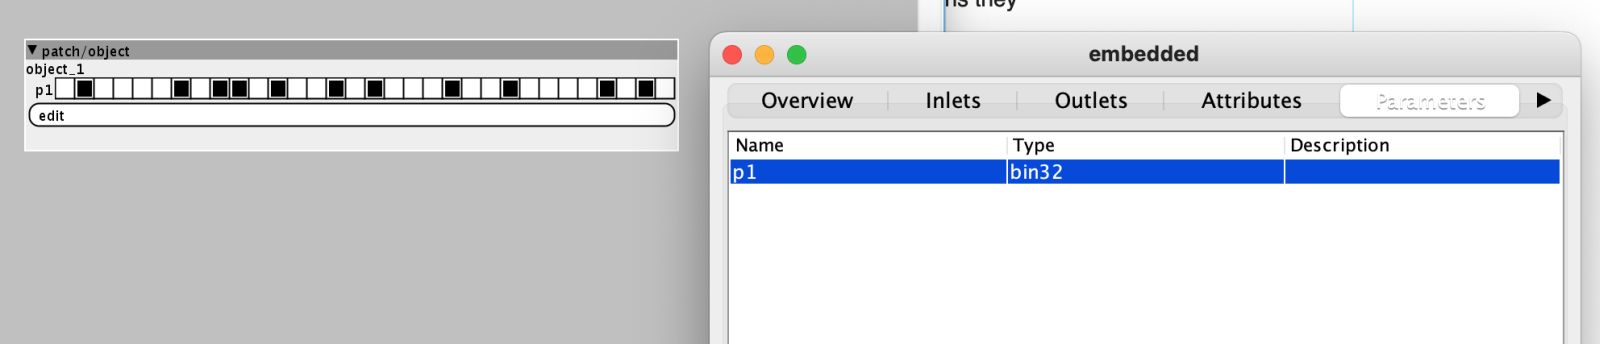 ns they
patch/object
object_1
p1
edit
embedded
Overview Inlets Outlets Attributes Parameters
Name Type Description
p1 bin32